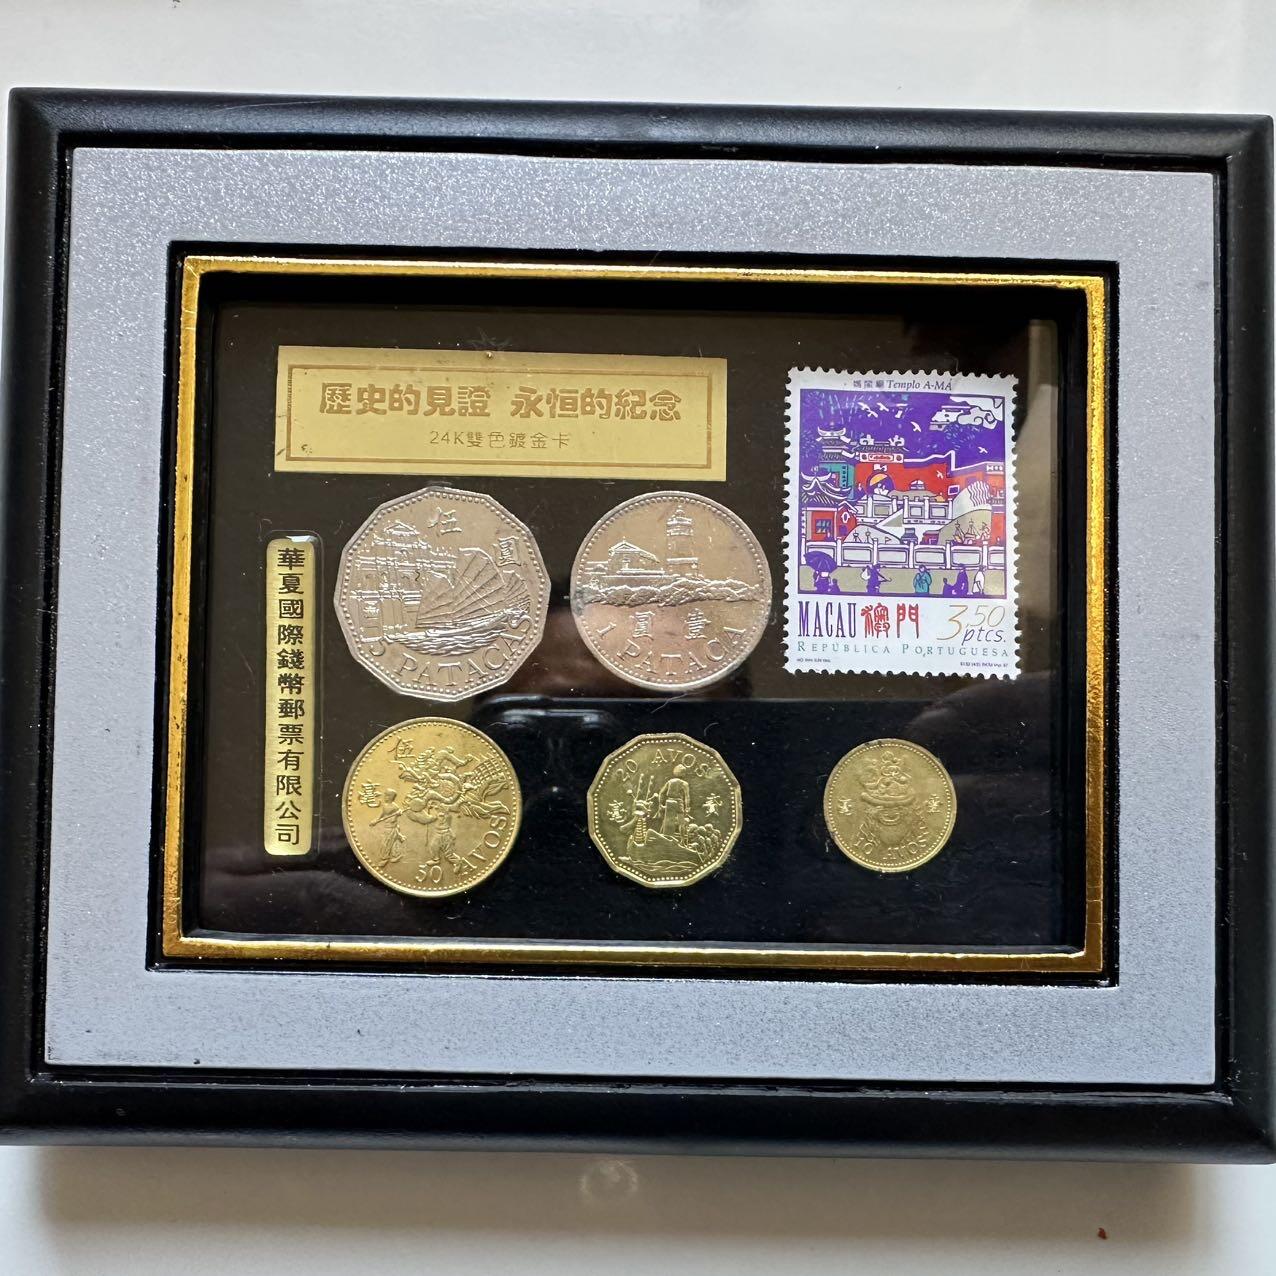 歷史的見證 永恒的紀念
24K雙色鍍金卡
媽閣廟 Templo A-MÁ
MACAU 澳門 3,50
ptcs.
REPÚBLICA PORTUGUESA
華夏國際錢幣郵票有限公司
伍圓
5 PATACAS
壹圓
1 PATACA
伍毫
50 AVOS
20 AVOS
貳毫
壹毫
10 AVOS